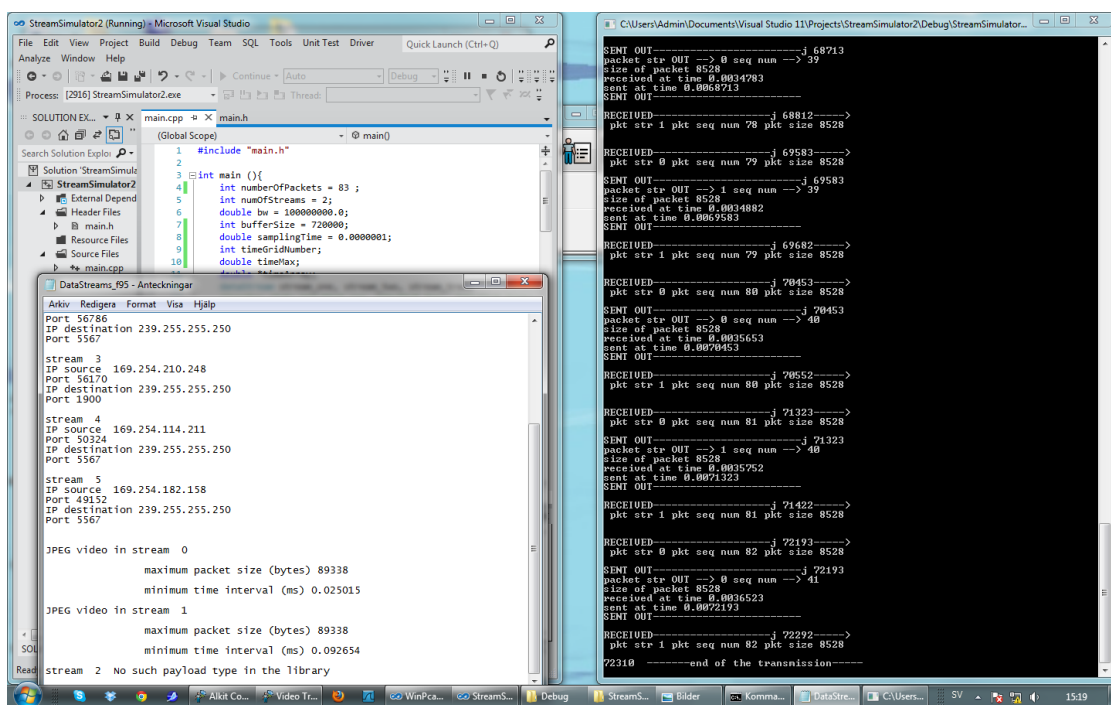 StreamSimulator2 (Running) - Microsoft Visual Studio
File Edit View Project Build Debug Team SQL Tools Unit Test Driver Quick Launch (Ctrl+Q)
Analyze Window Help
Continue Auto Debug
Process: [2916] StreamSimulator2.exe Thread:
SOLUTION EX... main.cpp main.h
(Global Scope) main()
Search Solution Explo
Solution 'StreamSimula
StreamSimulator2
External Depend
Header Files
main.h
Resource Files
Source Files
main.cpp
1 #include "main.h"
2
3 int main (){
4 int numberOfPackets = 83 ;
5 int numOfStreams = 2;
6 double bw = 100000000.0;
7 int bufferSize = 720000;
8 double samplingTime = 0.0000001;
9 int timeGridNumber;
10 double timeMax;
DataStreams_f95 - Anteckningar
Arkiv Redigera Format Visa Hjälp
Port 56786
IP destination 239.255.255.250
Port 5567
stream 3
IP source 169.254.210.248
Port 56170
IP destination 239.255.255.250
Port 1900
stream 4
IP source 169.254.114.211
Port 50324
IP destination 239.255.255.250
Port 5567
stream 5
IP source 169.254.182.158
Port 49152
IP destination 239.255.255.250
Port 5567
JPEG video in stream 0
maximum packet size (bytes) 89338
minimum time interval (ms) 0.025015
JPEG video in stream 1
maximum packet size (bytes) 89338
minimum time interval (ms) 0.092654
stream 2 No such payload type in the library
SOL
Read
C:\Users\Admin\Documents\Visual Studio 11\Projects\StreamSimulator2\Debug\StreamSimulator...
SENT OUT-----------------------j 68713
packet str OUT --> 0 seq num --> 39
size of packet 8528
received at time 0.0034783
sent at time 0.0068713
SENT OUT-----------------------
RECEIVED------------------j 68812----->
pkt str 1 pkt seq num 78 pkt size 8528
RECEIVED------------------j 69583----->
pkt str 0 pkt seq num 79 pkt size 8528
SENT OUT-----------------------j 69583
packet str OUT --> 1 seq num --> 39
size of packet 8528
received at time 0.0034882
sent at time 0.0069583
SENT OUT-----------------------
RECEIVED------------------j 69682----->
pkt str 1 pkt seq num 79 pkt size 8528
RECEIVED------------------j 70453----->
pkt str 0 pkt seq num 80 pkt size 8528
SENT OUT-----------------------j 70453
packet str OUT --> 0 seq num --> 40
size of packet 8528
received at time 0.0035653
sent at time 0.0070453
SENT OUT-----------------------
RECEIVED------------------j 70552----->
pkt str 1 pkt seq num 80 pkt size 8528
RECEIVED------------------j 71323----->
pkt str 0 pkt seq num 81 pkt size 8528
SENT OUT-----------------------j 71323
packet str OUT --> 1 seq num --> 40
size of packet 8528
received at time 0.0035752
sent at time 0.0071323
SENT OUT-----------------------
RECEIVED------------------j 71422----->
pkt str 1 pkt seq num 81 pkt size 8528
RECEIVED------------------j 72193----->
pkt str 0 pkt seq num 82 pkt size 8528
SENT OUT-----------------------j 72193
packet str OUT --> 0 seq num --> 41
size of packet 8528
received at time 0.0036523
sent at time 0.0072193
SENT OUT-----------------------
RECEIVED------------------j 72292----->
pkt str 1 pkt seq num 82 pkt size 8528
72310 -------end of the transmission-----
Alkit Co... Video Tr... WinPca... StreamS... Debug StreamS... Bilder Komma... DataStre... C:\Users... SV 15:19